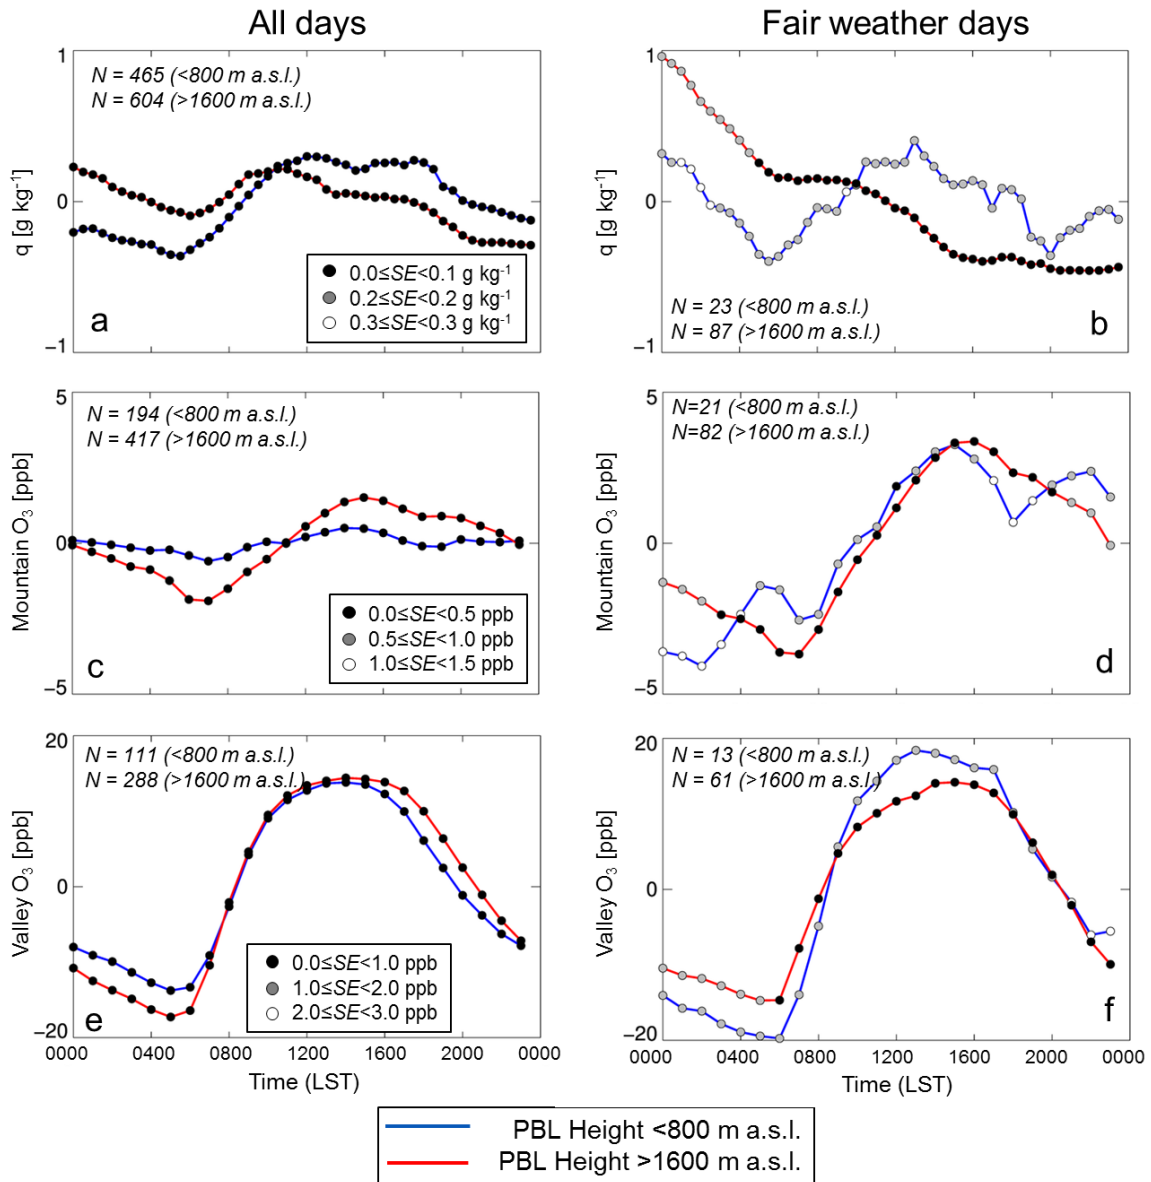 All days
Fair weather days
1
N = 465 (<800 m a.s.l.)
N = 604 (>1600 m a.s.l.)
q [g kg⁻¹]
0
0.0≤SE<0.1 g kg⁻¹
0.2≤SE<0.2 g kg⁻¹
0.3≤SE<0.3 g kg⁻¹
a
−1
1
q [g kg⁻¹]
0
N = 23 (<800 m a.s.l.)
N = 87 (>1600 m a.s.l.)
b
−1
5
N = 194 (<800 m a.s.l.)
N = 417 (>1600 m a.s.l.)
Mountain O₃ [ppb]
0
0.0≤SE<0.5 ppb
0.5≤SE<1.0 ppb
1.0≤SE<1.5 ppb
c
−5
5
N=21 (<800 m a.s.l.)
N=82 (>1600 m a.s.l.)
Mountain O₃ [ppb]
0
d
−5
20
N = 111 (<800 m a.s.l.)
N = 288 (>1600 m a.s.l.)
Valley O₃ [ppb]
0
0.0≤SE<1.0 ppb
1.0≤SE<2.0 ppb
2.0≤SE<3.0 ppb
e
−20
0000 0400 0800 1200 1600 2000 0000
Time (LST)
20
N = 13 (<800 m a.s.l.)
N = 61 (>1600 m a.s.l.)
Valley O₃ [ppb]
0
f
−20
0000 0400 0800 1200 1600 2000 0000
Time (LST)
PBL Height <800 m a.s.l.
PBL Height >1600 m a.s.l.